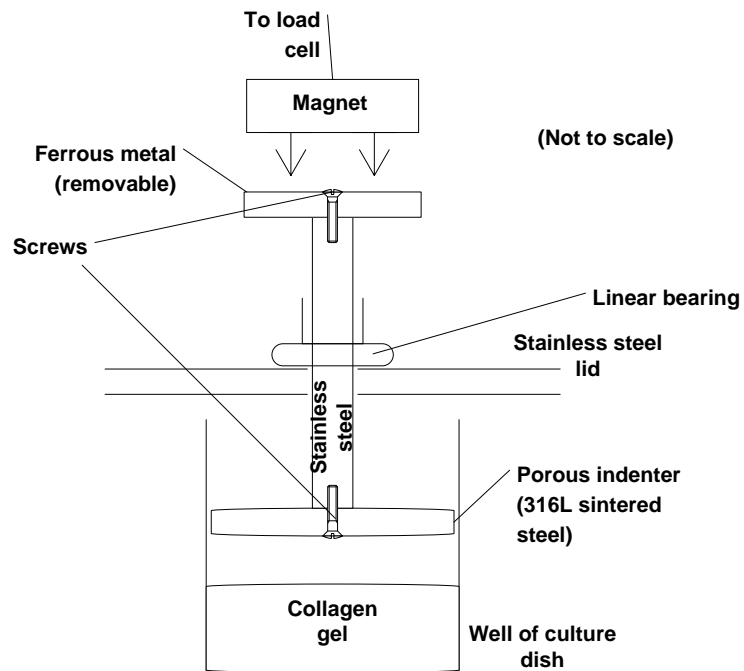 To load
cell
Magnet
(Not to scale)
Ferrous metal
(removable)
Screws
Linear bearing
Stainless steel
lid
Stainless
steel
Porous indenter
(316L sintered
steel)
Collagen
gel
Well of culture
dish